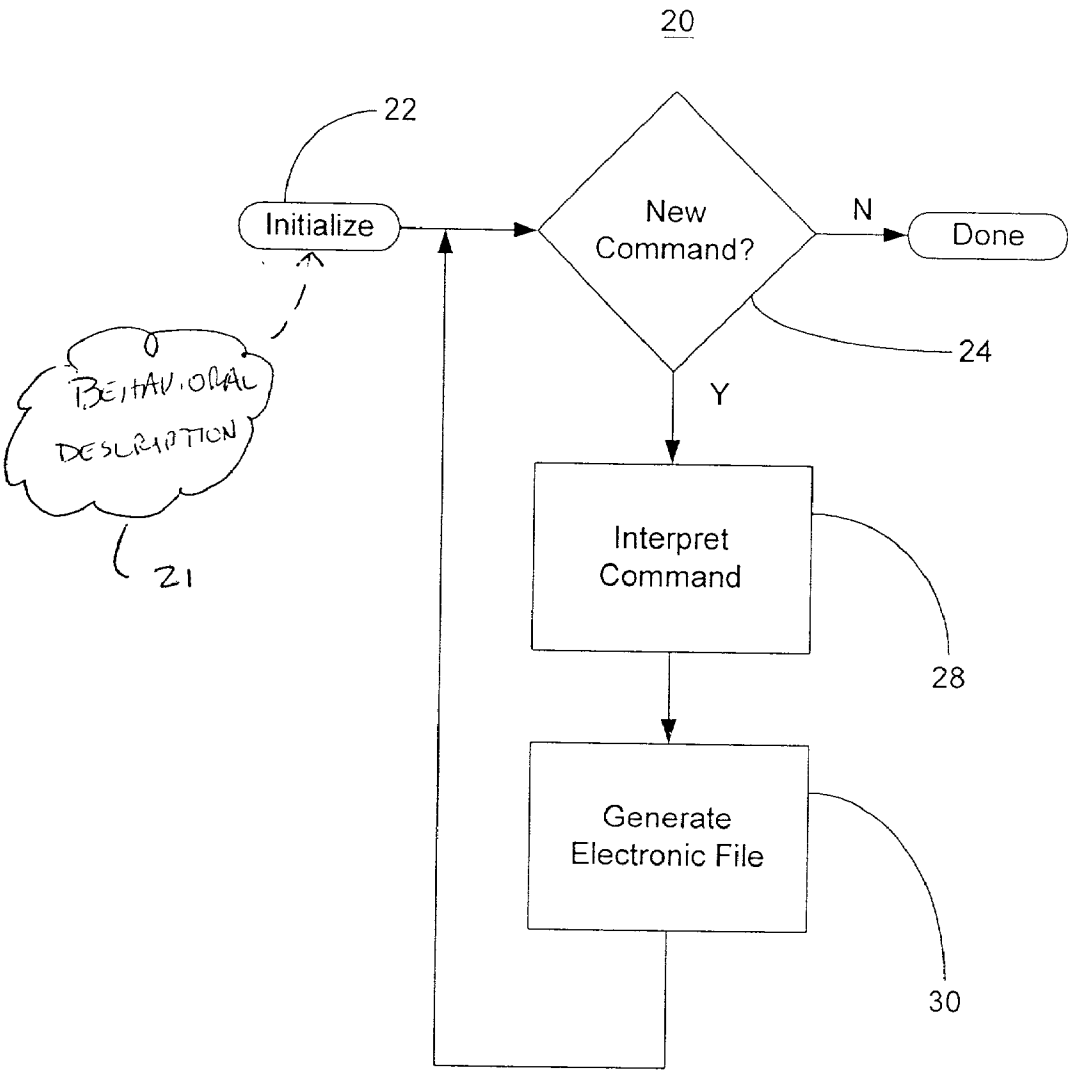 20
22
Initialize
New
Command?
N
Done
24
Y
BEHAVIORAL
DESCRIPTION
21
Interpret
Command
28
Generate
Electronic File
30